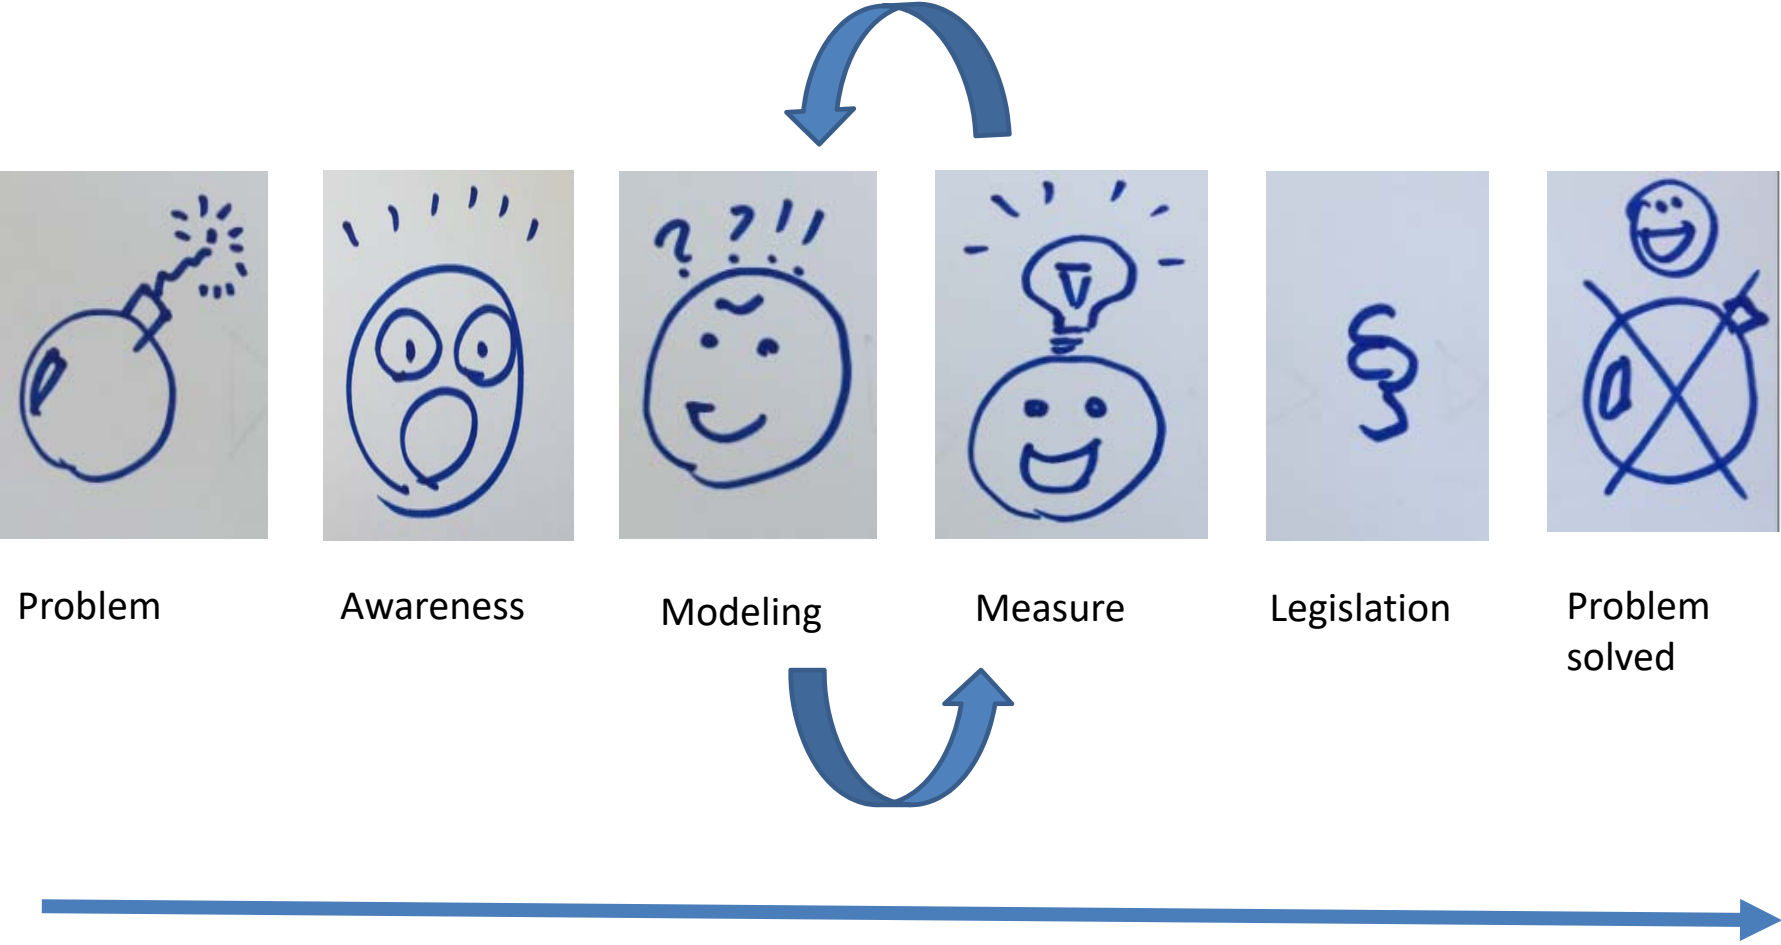 ? ? ! !
§
Problem
Awareness
Modeling
Measure
Legislation
Problem
solved